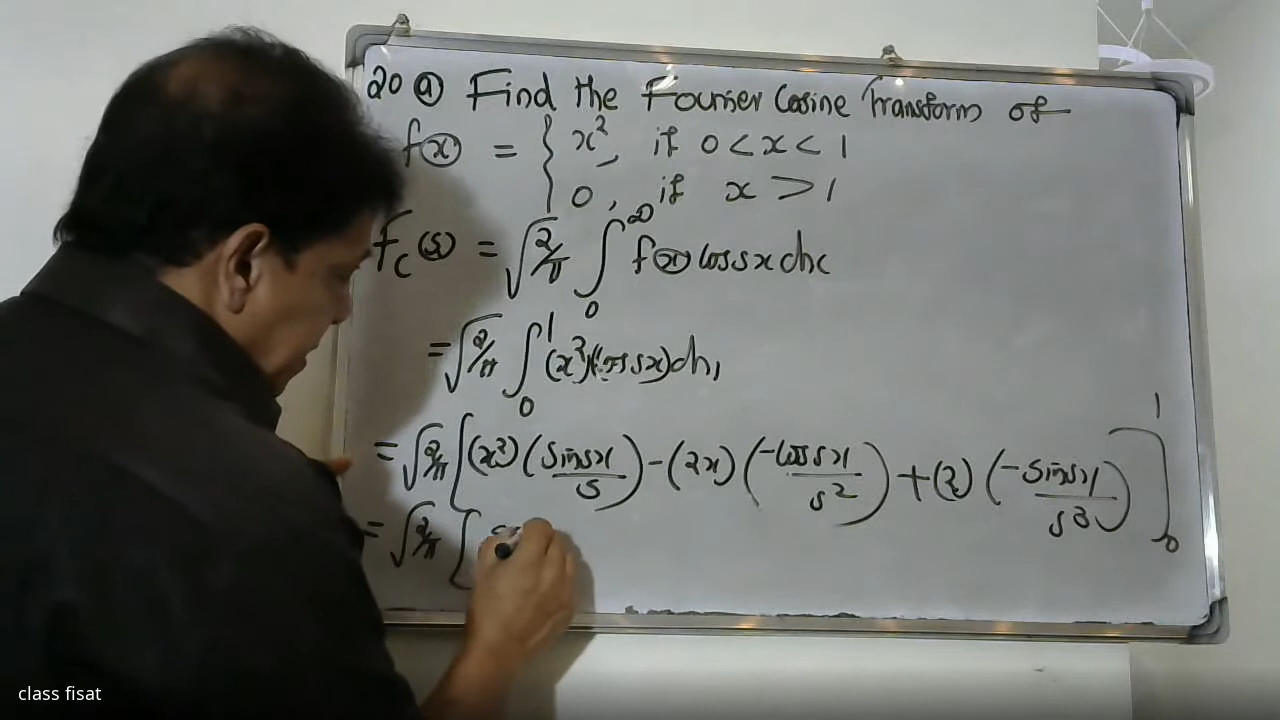 20 ⓐ Find the Fourier Cosine Transform of
f(x) = { x², if 0 < x < 1
0, if x > 1
F_c(s) = √(2/π) ∫₀^∞ f(x) cos sx dx
= √(2/π) ∫₀¹ (x²)(cos sx) dx
= √(2/π) [(x²)(sin sx / s) - (2x)(-cos sx / s²) + (2)(-sin sx / s³)]₀¹
= √(2/π) [
class fisat